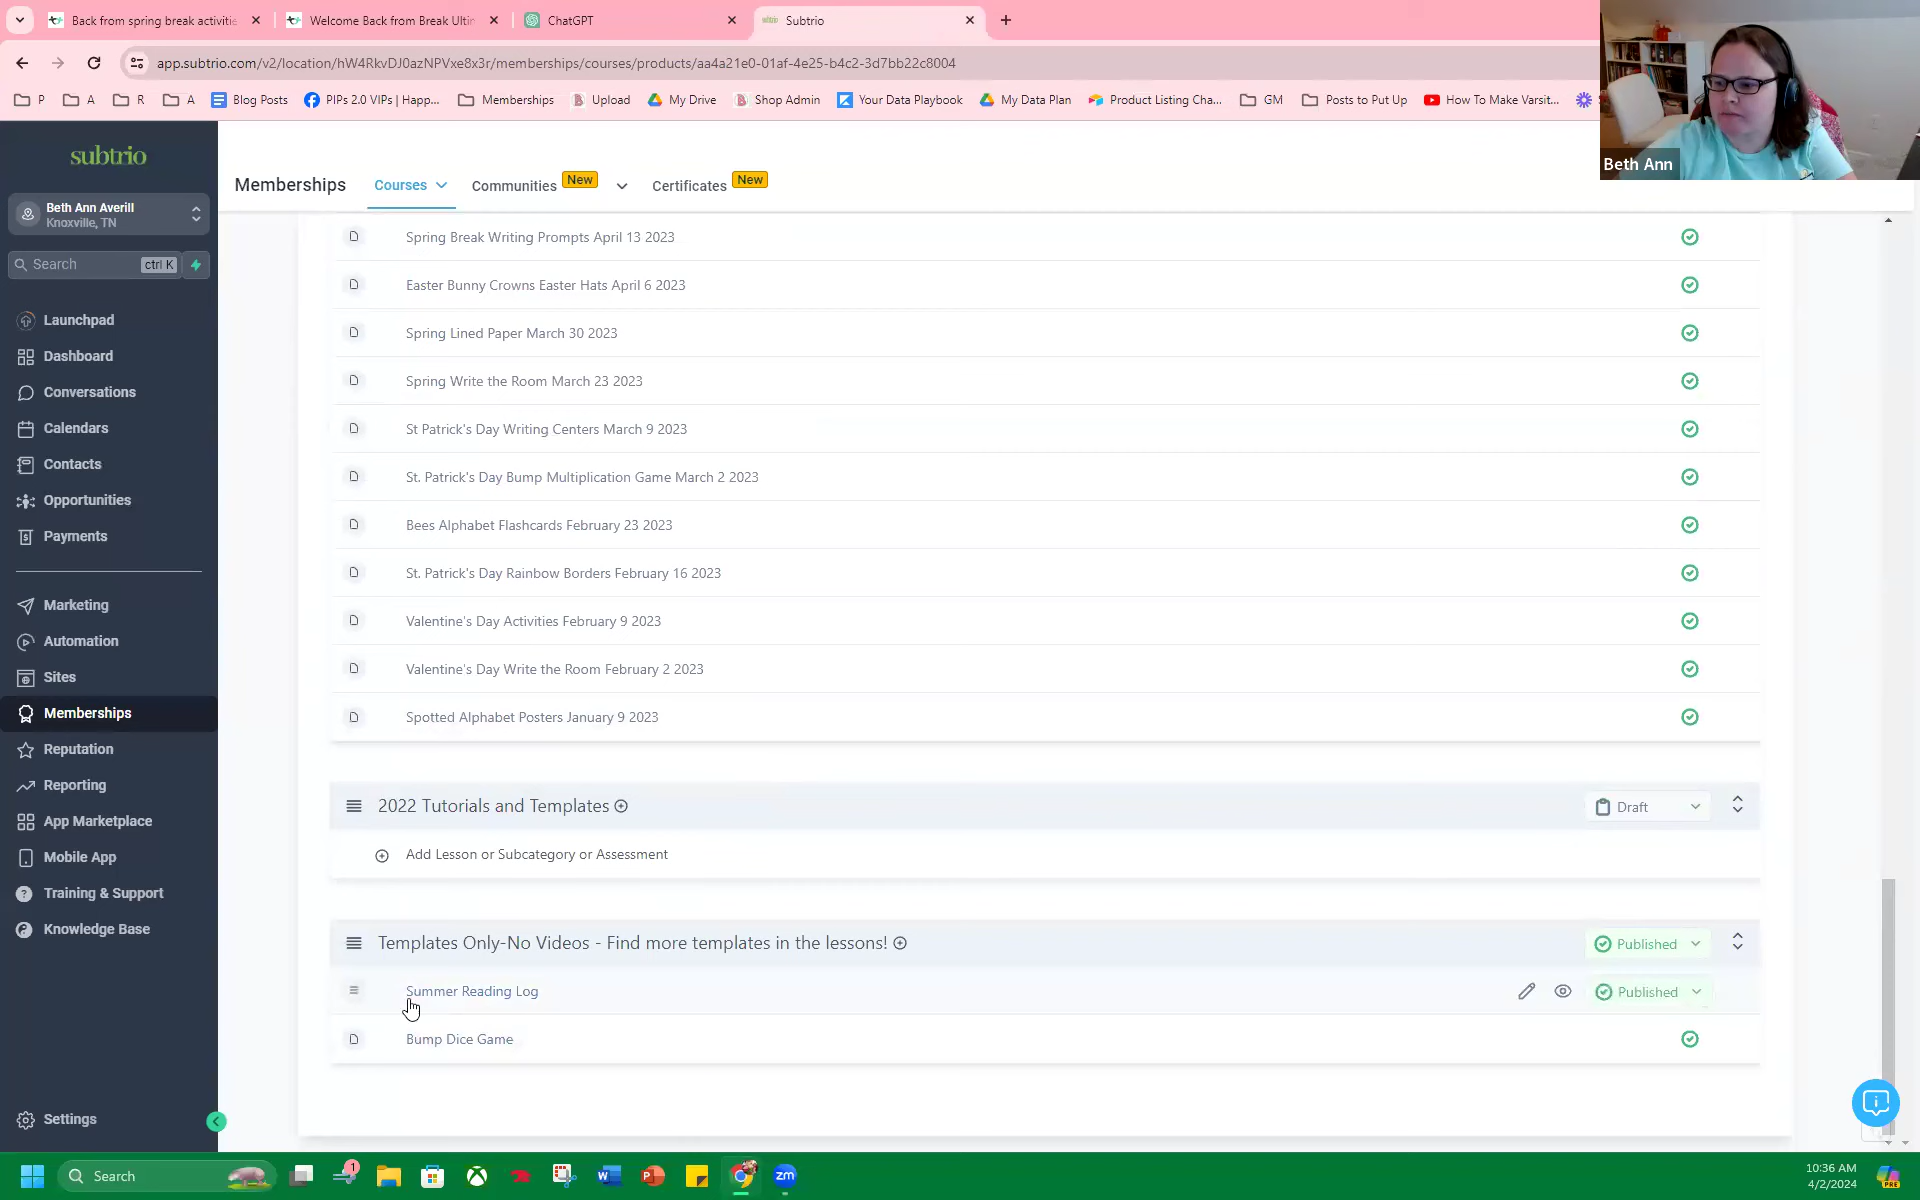 Back from spring break activitie
Welcome Back from Break Ultin
ChatGPT
Subtrio
app.subtrio.com/v2/location/hW4RkvDJ0azNPVxe8x3r/memberships/courses/products/aa4a21e0-01af-4e25-b4c2-3d7bb22c8004
P
A
R
A
Blog Posts
PIPs 2.0 VIPs | Happ...
Memberships
Upload
My Drive
Shop Admin
Your Data Playbook
My Data Plan
Product Listing Cha...
GM
Posts to Put Up
How To Make Varsit...
Beth Ann
subtrio
Beth Ann Averill
Knoxville, TN
Search
ctrl K
Launchpad
Dashboard
Conversations
Calendars
Contacts
Opportunities
Payments
Marketing
Automation
Sites
Memberships
Reputation
Reporting
App Marketplace
Mobile App
Training & Support
Knowledge Base
Settings
Memberships
Courses
Communities
New
Certificates
New
Spring Break Writing Prompts April 13 2023
Easter Bunny Crowns Easter Hats April 6 2023
Spring Lined Paper March 30 2023
Spring Write the Room March 23 2023
St Patrick's Day Writing Centers March 9 2023
St. Patrick's Day Bump Multiplication Game March 2 2023
Bees Alphabet Flashcards February 23 2023
St. Patrick's Day Rainbow Borders February 16 2023
Valentine's Day Activities February 9 2023
Valentine's Day Write the Room February 2 2023
Spotted Alphabet Posters January 9 2023
2022 Tutorials and Templates
Draft
Add Lesson or Subcategory or Assessment
Templates Only-No Videos - Find more templates in the lessons!
Published
Summer Reading Log
Published
Bump Dice Game
Search
1
zm
10:36 AM
4/2/2024
PRE